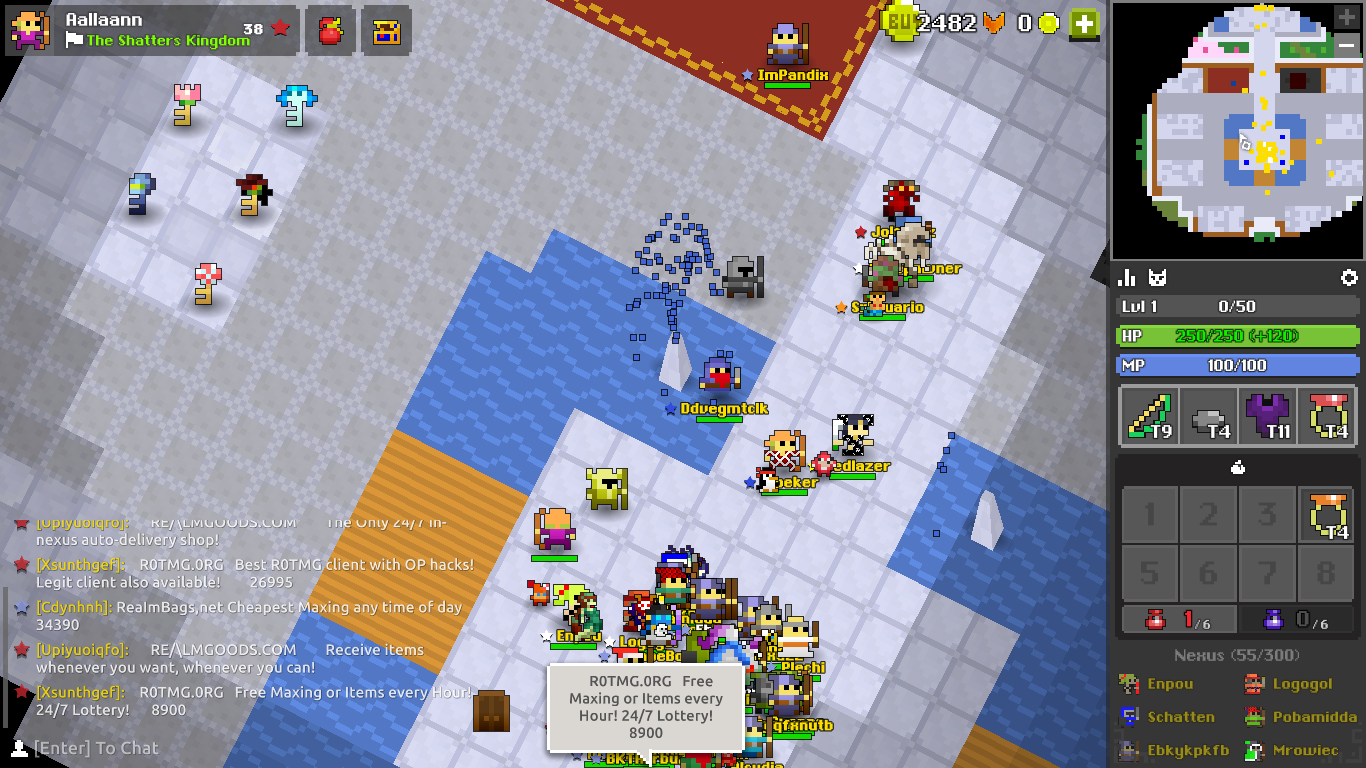 Aallaann
38
The Shatters Kingdom
2482
0
ImPandix
Lvl 1 0/50
HP 250/250 (+120)
MP 100/100
T9 T4 T11 T4
1 2 3 T4
5 6 7 8
1/6 0/6
Nexus (55/300)
Enpou Logogol
Schatten Pobamidda
Ebkykpkfb Mrowiec
Ddvegmtclk
[Upiyuoiqfo]: RE/\LMGOODS.COM The Only 24/7 in-
nexus auto-delivery shop!
[Xsunthgef]: R0TMG.0RG Best R0TMG client with OP hacks!
Legit client also available! 26995
[Cdynhnh]: RealmBags,net Cheapest Maxing any time of day
34390
[Upiyuoiqfo]: RE/\LMGOODS.COM Receive items
whenever you want, whenever you can!
[Xsunthgef]: R0TMG.0RG Free Maxing or Items every Hour!
24/7 Lottery! 8900
[Enter] To Chat
Enpou
Plechi
R0TMG.0RG Free
Maxing or Items every
Hour! 24/7 Lottery!
8900